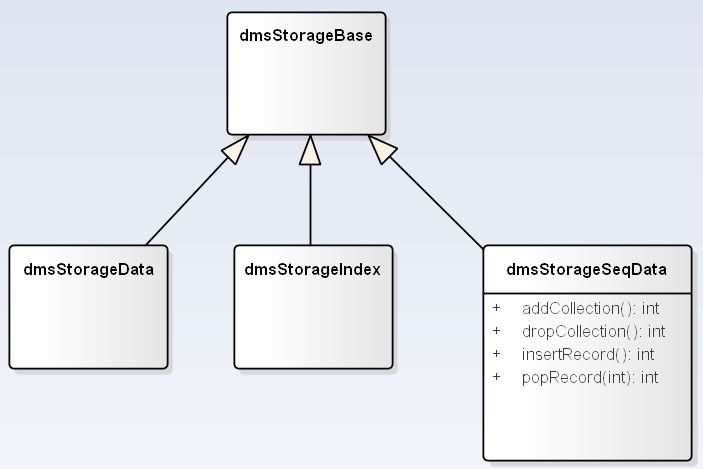 dmsStorageBase
dmsStorageData
dmsStorageIndex
dmsStorageSeqData
+ addCollection(): int
+ dropCollection(): int
+ insertRecord(): int
+ popRecord(int): int